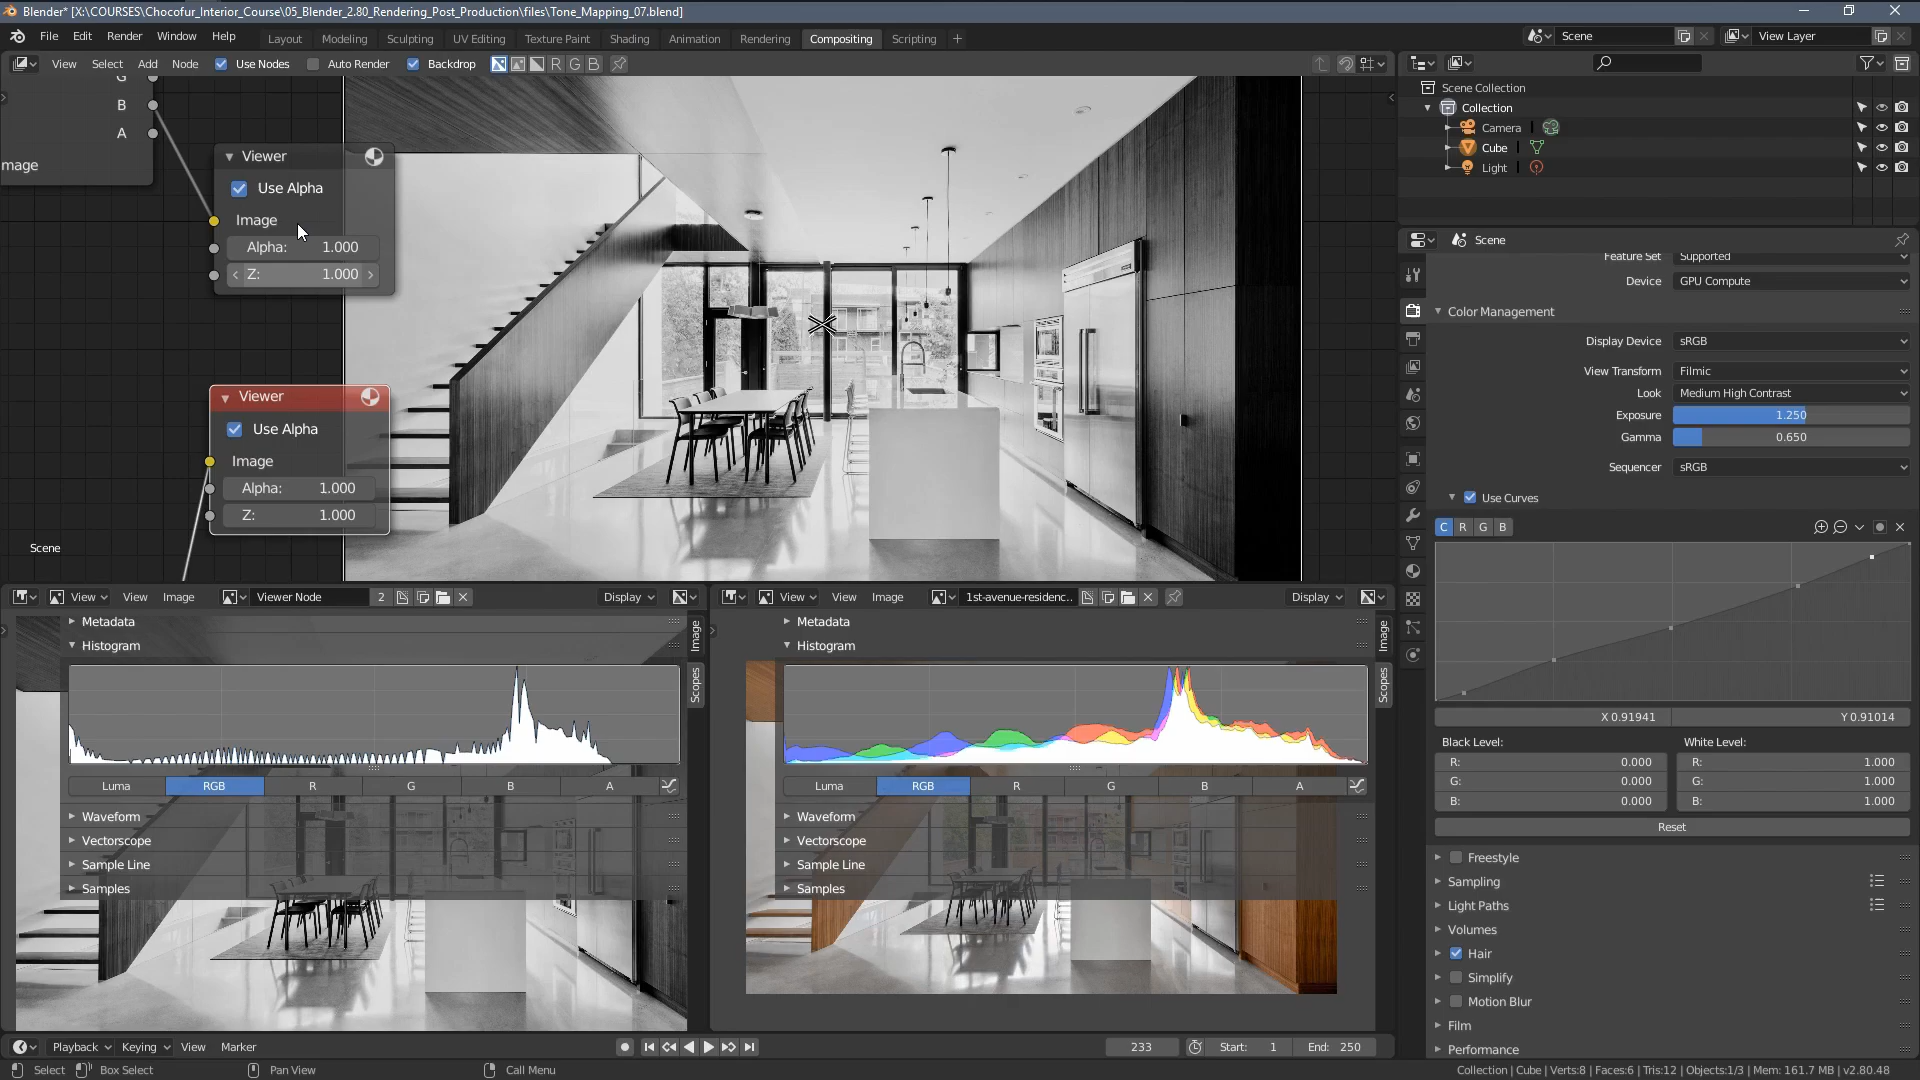 Blender* [X:\COURSES\Chocofur_Interior_Course\05_Blender_2.80_Rendering_Post_Production\files\Tone_Mapping_07.blend]
File Edit Render Window Help Layout Modeling Sculpting UV Editing Texture Paint Shading Animation Rendering Compositing Scripting + Scene View Layer
View Select Add Node Use Nodes Auto Render Backdrop R G B
G
B
A
mage
Viewer
Use Alpha
Image
Alpha: 1.000
Z: 1.000
Viewer
Use Alpha
Image
Alpha: 1.000
Z: 1.000
Scene
Scene Collection
Collection
Camera
Cube
Light
Scene
Feature Set Supported
Device GPU Compute
Color Management
Display Device sRGB
View Transform Filmic
Look Medium High Contrast
Exposure 1.250
Gamma 0.650
Sequencer sRGB
Use Curves
C R G B
X 0.91941 Y 0.91014
Black Level: White Level:
R: 0.000 R: 1.000
G: 0.000 G: 1.000
B: 0.000 B: 1.000
Reset
Freestyle
Sampling
Light Paths
Volumes
Hair
Simplify
Motion Blur
Film
Performance
View View Image Viewer Node 2 Display
Metadata
Histogram
Luma RGB R G B A
Waveform
Vectorscope
Sample Line
Samples
Image
Scopes
View View Image 1st-avenue-residenc.. Display
Metadata
Histogram
Luma RGB R G B A
Waveform
Vectorscope
Sample Line
Samples
Image
Scopes
Playback Keying View Marker 233 Start: 1 End: 250
Select Box Select Pan View Call Menu Collection | Cube | Verts:8 | Faces:6 | Tris:12 | Objects:1/3 | Mem: 161.7 MB | v2.80.48